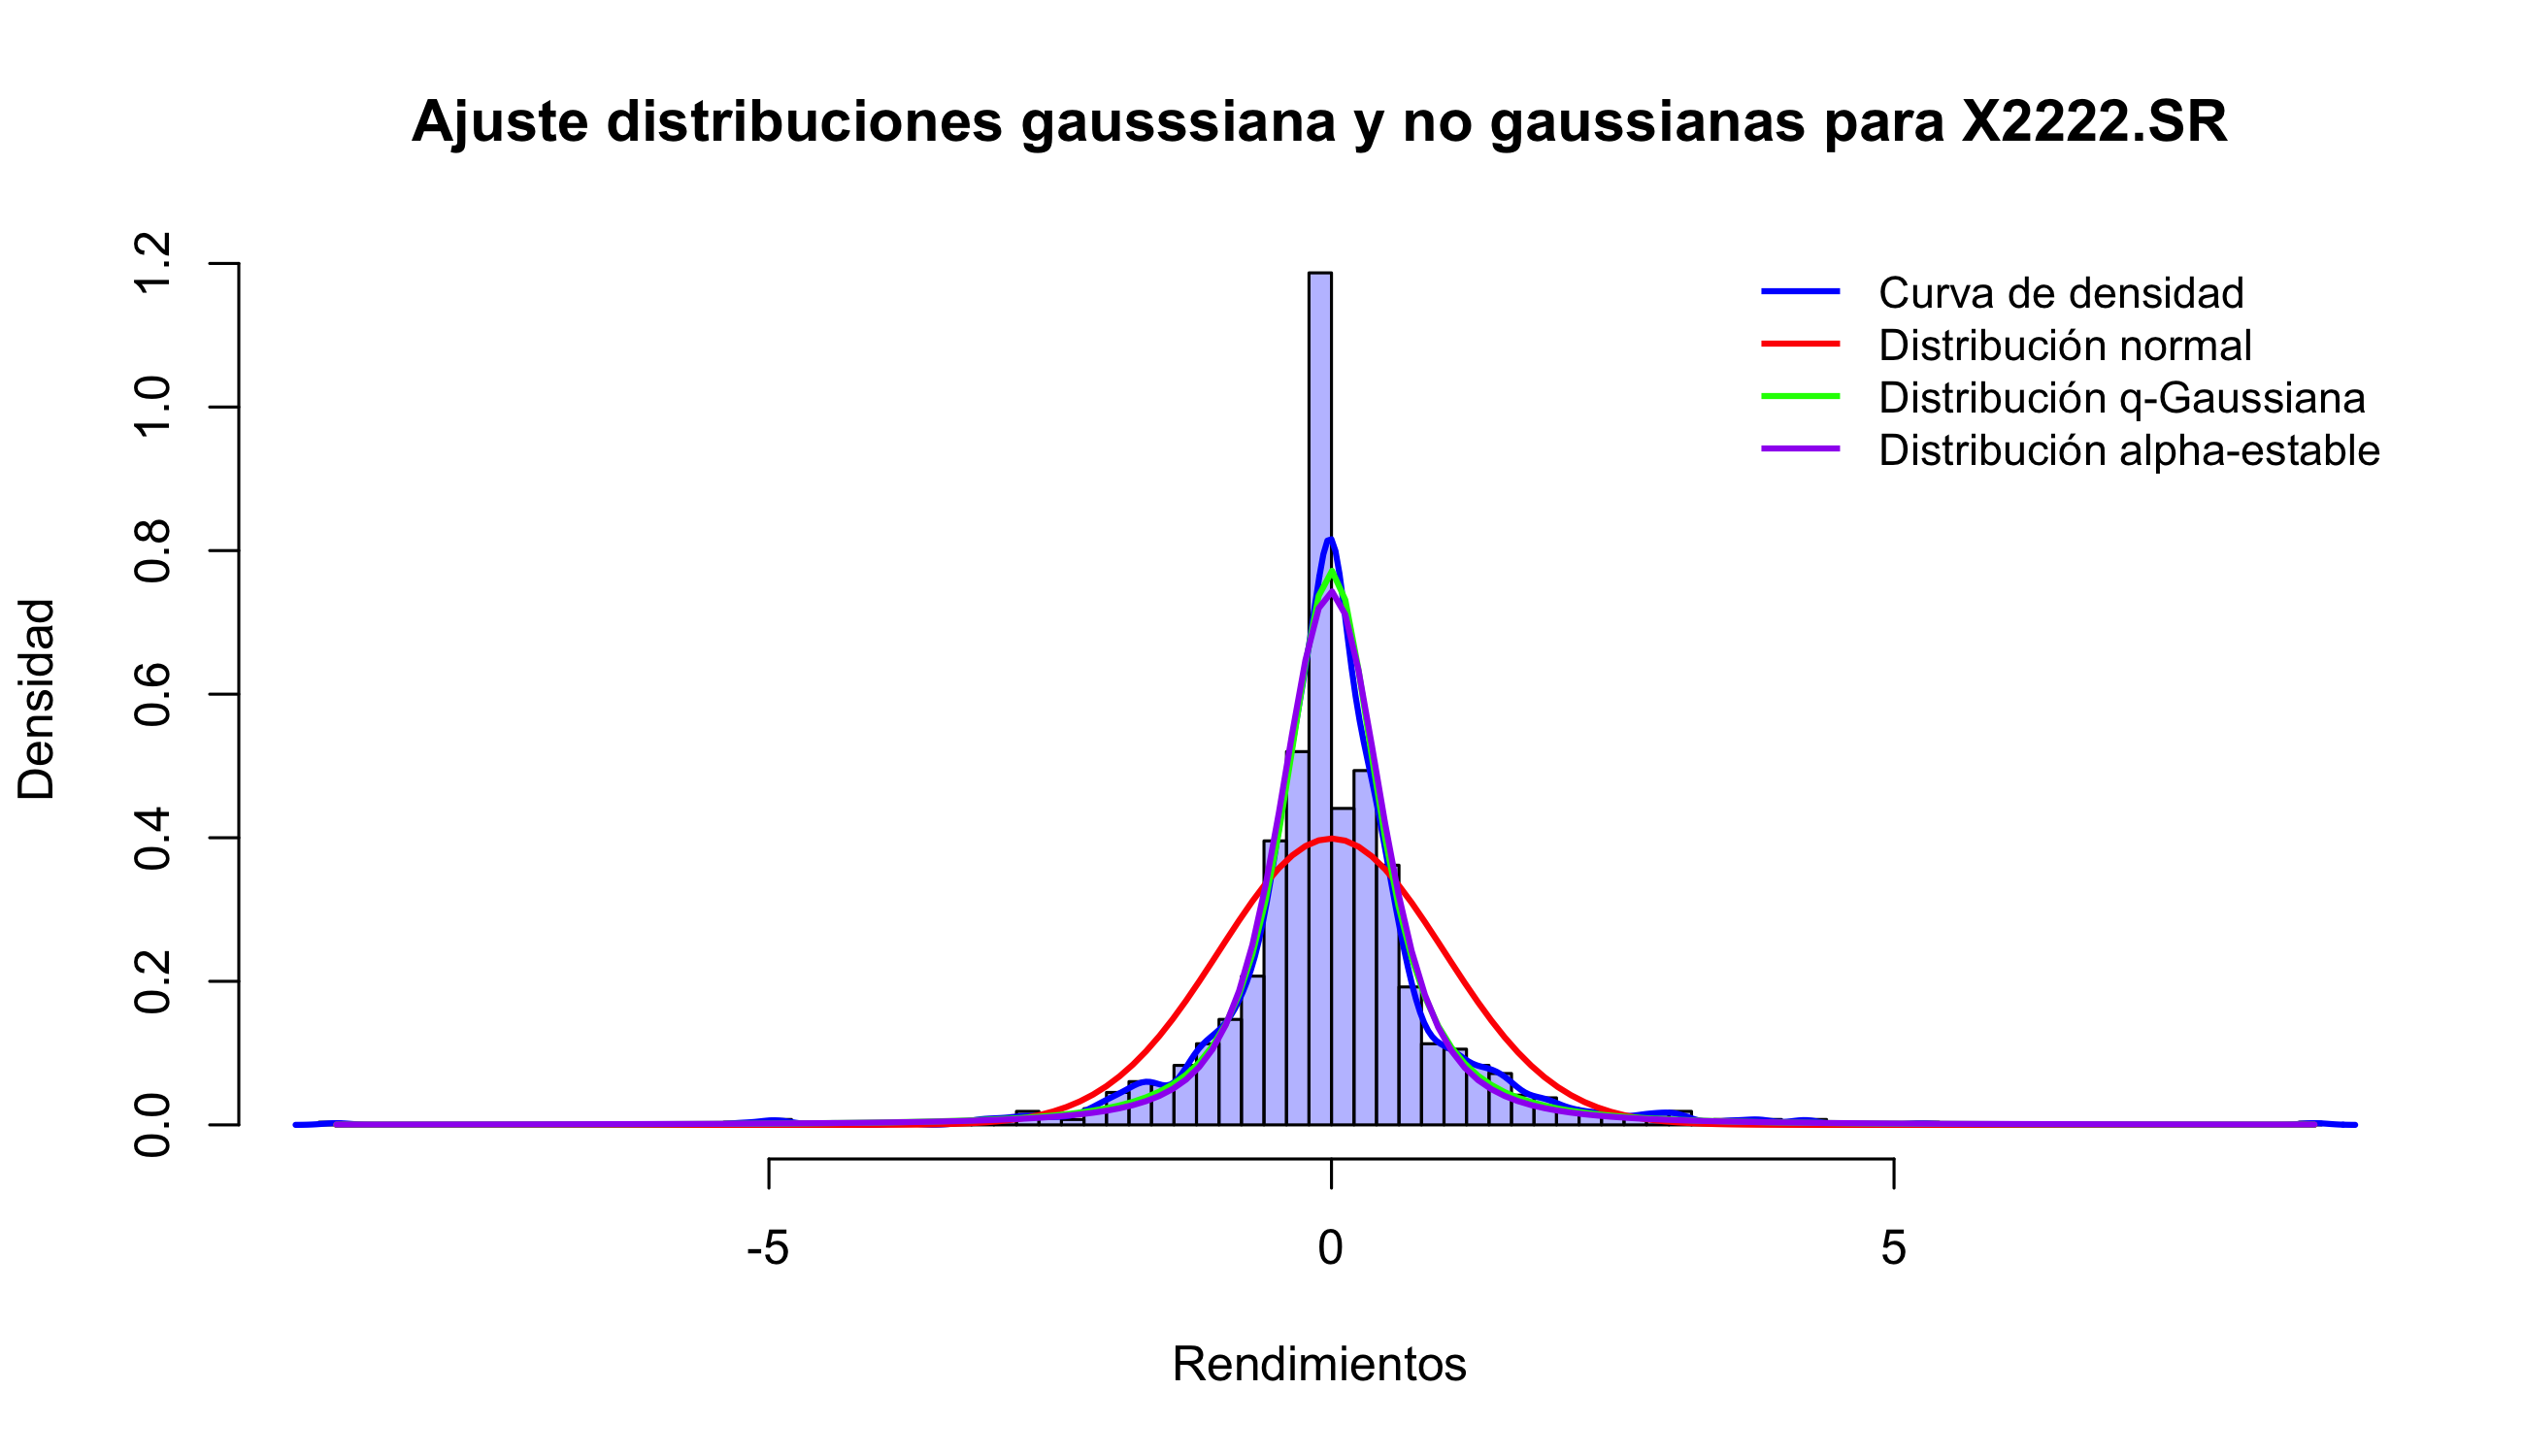 Ajuste distribuciones gausssiana y no gaussianas para X2222.SR
Curva de densidad
Distribución normal
Distribución q-Gaussiana
Distribución alpha-estable
Densidad
1.2
1.0
0.8
0.6
0.4
0.2
0.0
-5 0 5
Rendimientos